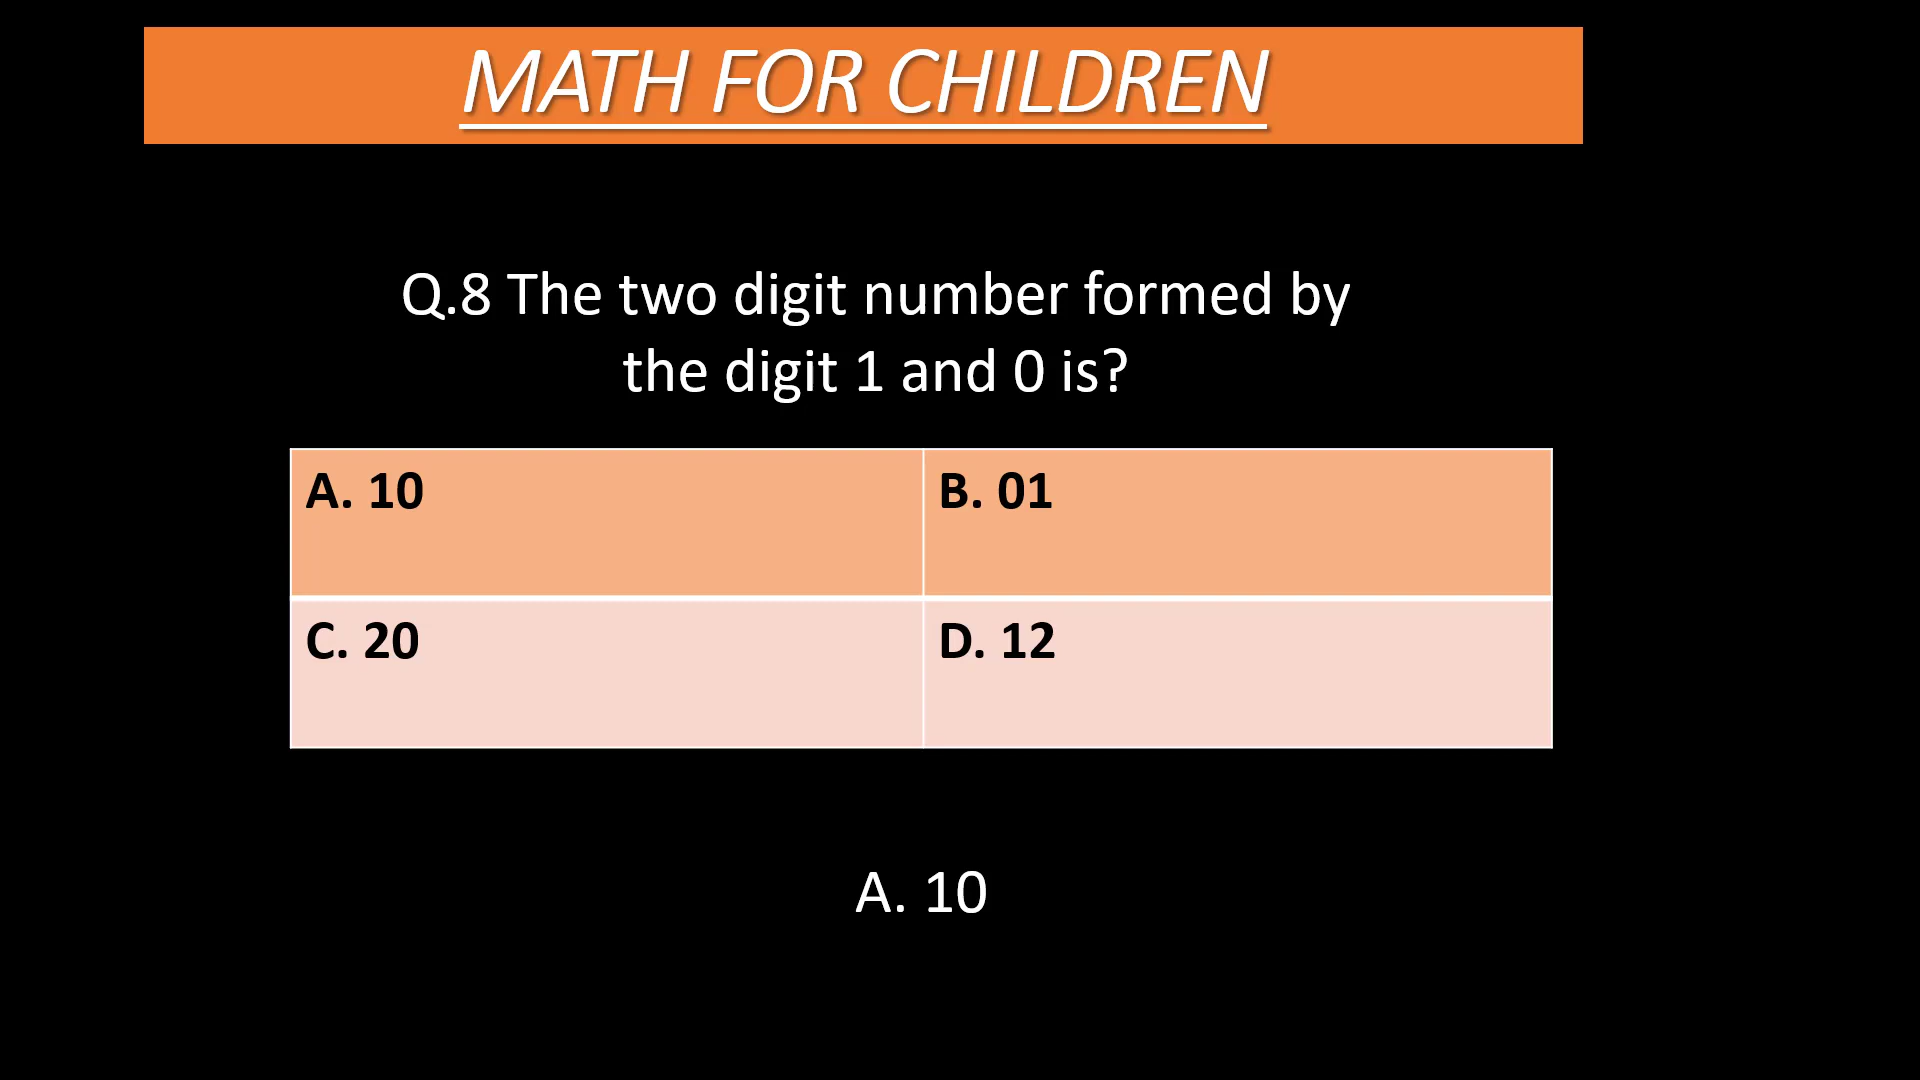 MATH FOR CHILDREN
Q.8 The two digit number formed by
the digit 1 and 0 is?
A. 10
B. 01
C. 20
D. 12
A. 10